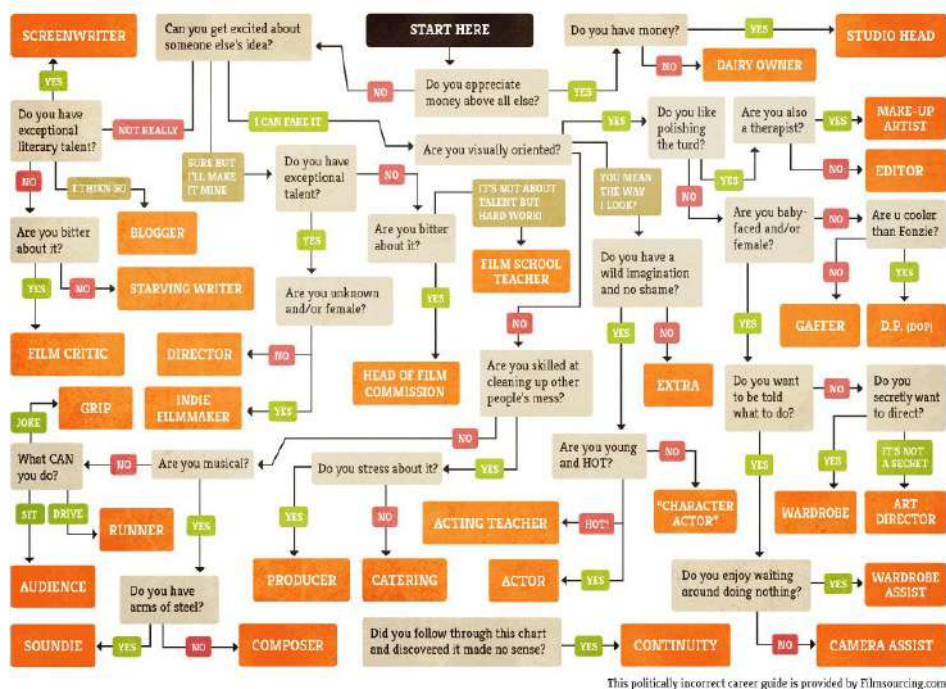 SCREENWRITER
Can you get excited about
someone else's idea?
START HERE
Do you have money?
YES
STUDIO HEAD
YES
NO
DAIRY OWNER
NO
Do you appreciate
money above all else?
YES
Do you have
exceptional
literary talent?
NOT REALLY
I CAN FAKE IT
Are you visually oriented?
YES
Do you like
polishing
the turd?
Are you also
a therapist?
YES
MAKE-UP
ARTIST
NO
I THIKN SO
SURE BUT
I'LL MAKE
IT MINE
Do you have
exceptional
talent?
NO
IT'S NOT ABOUT
TALENT BUT
HARD WORK!
YOU MEAN
THE WAY
I LOOK?
NO
YES
NO
EDITOR
Are you bitter
about it?
BLOGGER
YES
Are you bitter
about it?
FILM SCHOOL
TEACHER
Do you have a
wild imagination
and no shame?
Are you baby-
faced and/or
female?
NO
Are u cooler
than Fonzie?
YES
NO
STARVING WRITER
Are you unknown
and/or female?
YES
NO
YES
NO
YES
NO
YES
FILM CRITIC
DIRECTOR
NO
HEAD OF FILM
COMMISSION
Are you skilled at
cleaning up other
people's mess?
EXTRA
GAFFER
D.P. (DOP)
JOKE
GRIP
INDIE
FILMMAKER
YES
Do you want to
be told
what to do?
NO
Do you
secretly want
to direct?
What CAN
you do?
NO
Are you musical?
NO
Do you stress about it?
YES
Are you young
and HOT?
NO
YES
YES
IT'S NOT
A SECRET
SIT
DRIVE
RUNNER
YES
YES
NO
ACTING TEACHER
HOT!
"CHARACTER
ACTOR"
WARDROBE
ART
DIRECTOR
AUDIENCE
Do you have
arms of steel?
PRODUCER
CATERING
ACTOR
YES
Do you enjoy waiting
around doing nothing?
YES
WARDROBE
ASSIST
SOUNDIE
YES
NO
COMPOSER
Did you follow through this chart
and discovered it made no sense?
YES
CONTINUITY
NO
CAMERA ASSIST
This politically incorrect career guide is provided by Filmsourcing.com